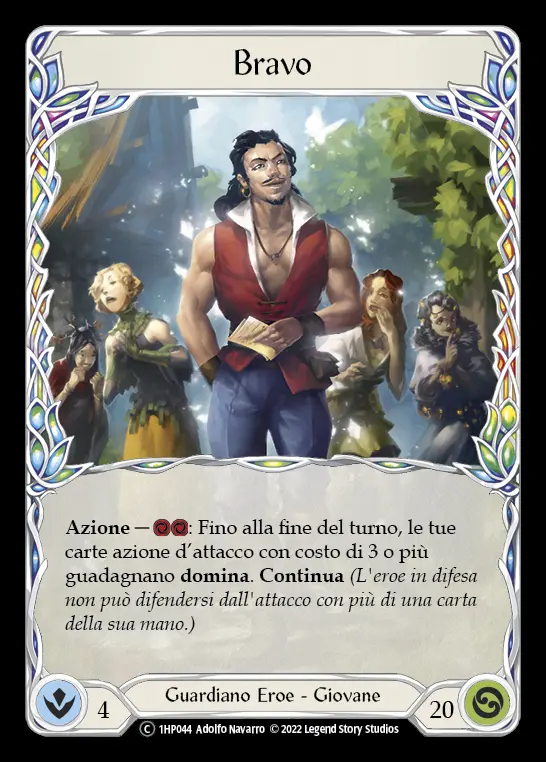 Bravo
Azione — : Fino alla fine del turno, le tue
carte azione d'attacco con costo di 3 o più
guadagnano domina. Continua (L'eroe in difesa
non può difendersi dall'attacco con più di una carta
della sua mano.)
4
Guardiano Eroe - Giovane
20
C 1HP044 Adolfo Navarro © 2022 Legend Story Studios